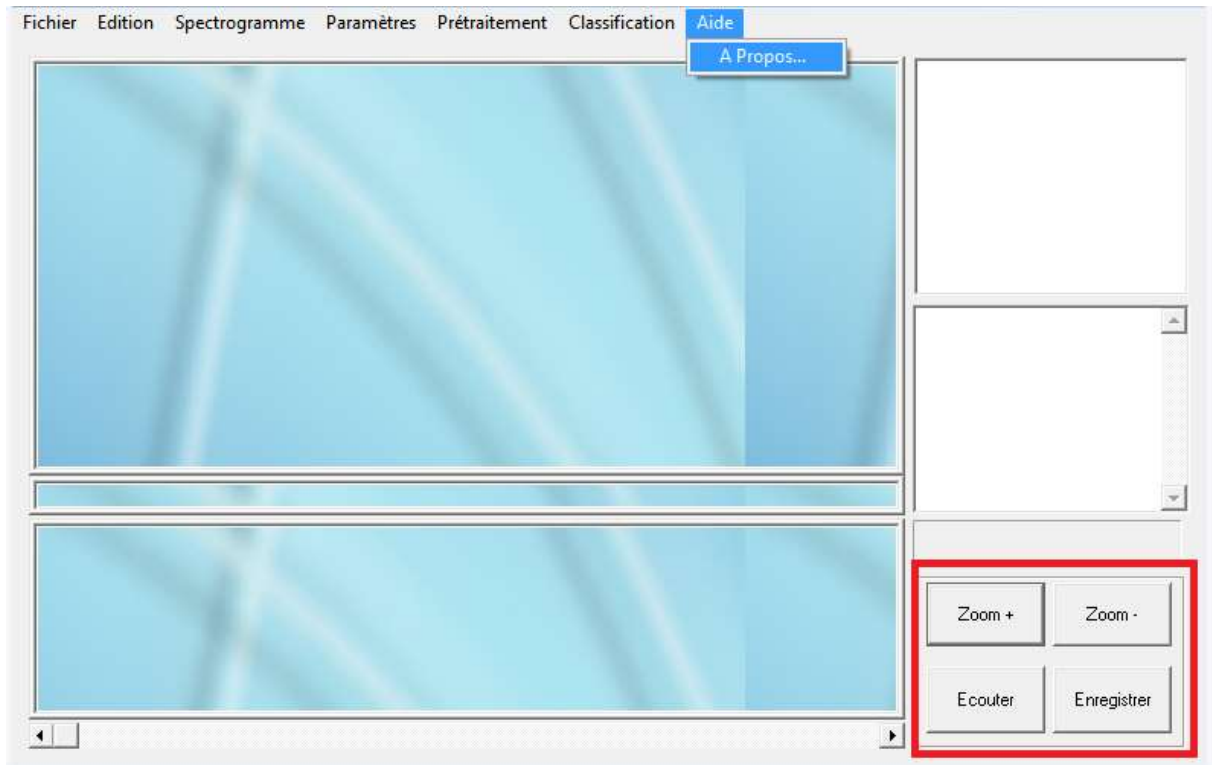 Fichier Edition Spectrogramme Paramètres Prétraitement Classification Aide
A Propos...
Zoom + Zoom -
Ecouter Enregistrer